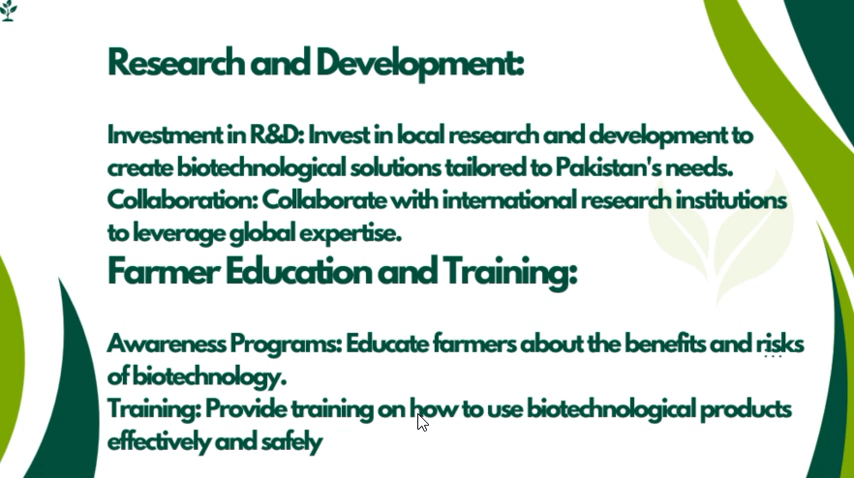 Research and Development:
Investment in R&D: Invest in local research and development to
create biotechnological solutions tailored to Pakistan's needs.
Collaboration: Collaborate with international research institutions
to leverage global expertise.
Farmer Education and Training:
Awareness Programs: Educate farmers about the benefits and risks
of biotechnology.
Training: Provide training on how to use biotechnological products
effectively and safely